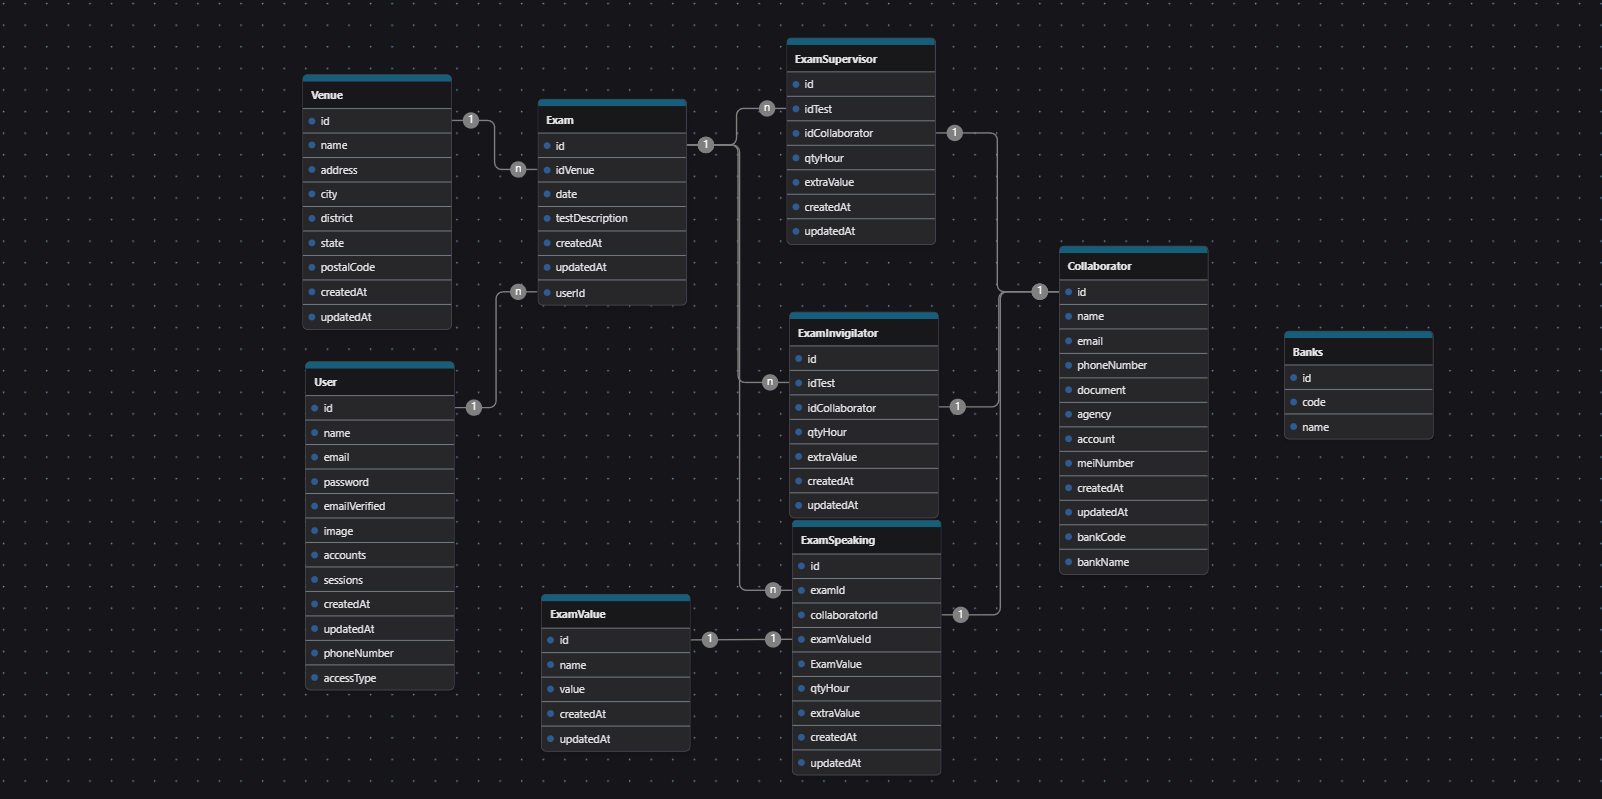 Venue
id
name
address
city
district
state
postalCode
createdAt
updatedAt
1
n
User
id
name
email
password
emailVerified
image
accounts
sessions
createdAt
updatedAt
phoneNumber
accessType
1
n
Exam
id
idVenue
date
testDescription
createdAt
updatedAt
userId
1
n
n
n
ExamValue
id
name
value
createdAt
updatedAt
1
1
ExamSupervisor
id
idTest
idCollaborator
qtyHour
extraValue
createdAt
updatedAt
1
ExamInvigilator
id
idTest
idCollaborator
qtyHour
extraValue
createdAt
updatedAt
1
ExamSpeaking
id
examId
collaboratorId
examValueId
ExamValue
qtyHour
extraValue
createdAt
updatedAt
1
1
Collaborator
id
name
email
phoneNumber
document
agency
account
meiNumber
createdAt
updatedAt
bankCode
bankName
Banks
id
code
name